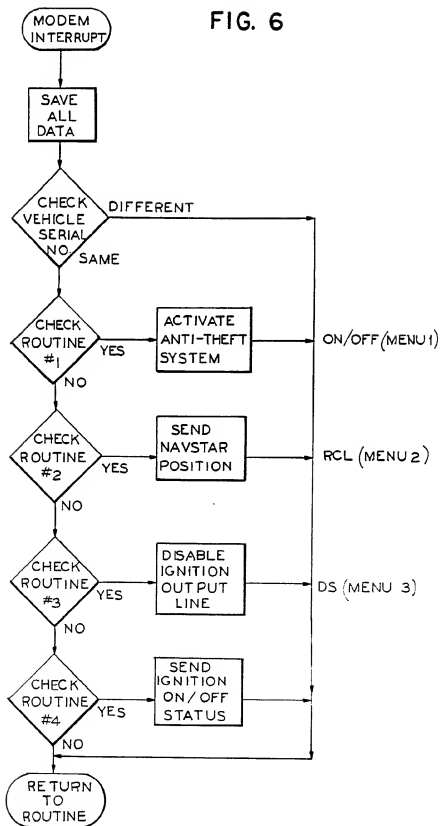 FIG. 6
MODEM
INTERRUPT
SAVE
ALL
DATA
CHECK
VEHICLE
SERIAL
NO.
DIFFERENT
SAME
CHECK
ROUTINE
#1
YES
NO
ACTIVATE
ANTI-THEFT
SYSTEM
ON/OFF (MENU 1)
CHECK
ROUTINE
#2
YES
NO
SEND
NAVSTAR
POSITION
RCL (MENU 2)
CHECK
ROUTINE
#3
YES
NO
DISABLE
IGNITION
OUTPUT
LINE
DS (MENU 3)
CHECK
ROUTINE
#4
YES
NO
SEND
IGNITION
ON/OFF
STATUS
RETURN
TO
ROUTINE